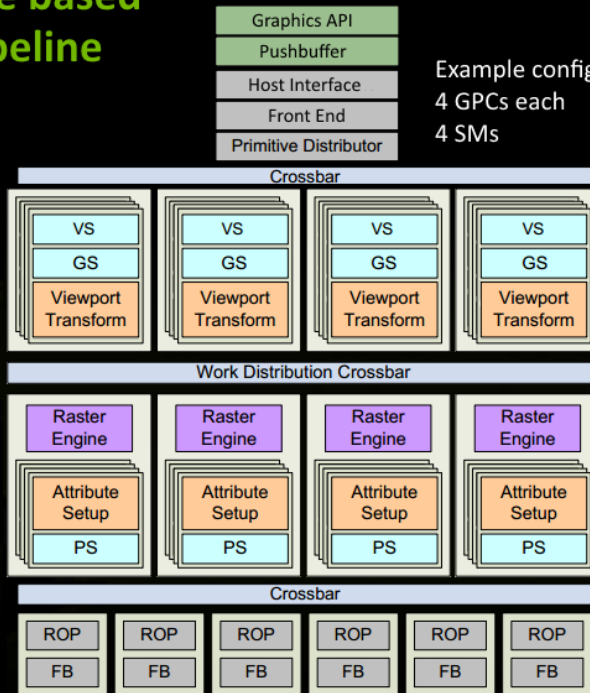 e based
peline
Graphics API
Pushbuffer
Host Interface
Front End
Primitive Distributor
Example config
4 GPCs each
4 SMs
Crossbar
VS VS VS VS
GS GS GS GS
Viewport Viewport Viewport Viewport
Transform Transform Transform Transform
Work Distribution Crossbar
Raster Raster Raster Raster
Engine Engine Engine Engine
Attribute Attribute Attribute Attribute
Setup Setup Setup Setup
PS PS PS PS
Crossbar
ROP ROP ROP ROP ROP ROP
FB FB FB FB FB FB